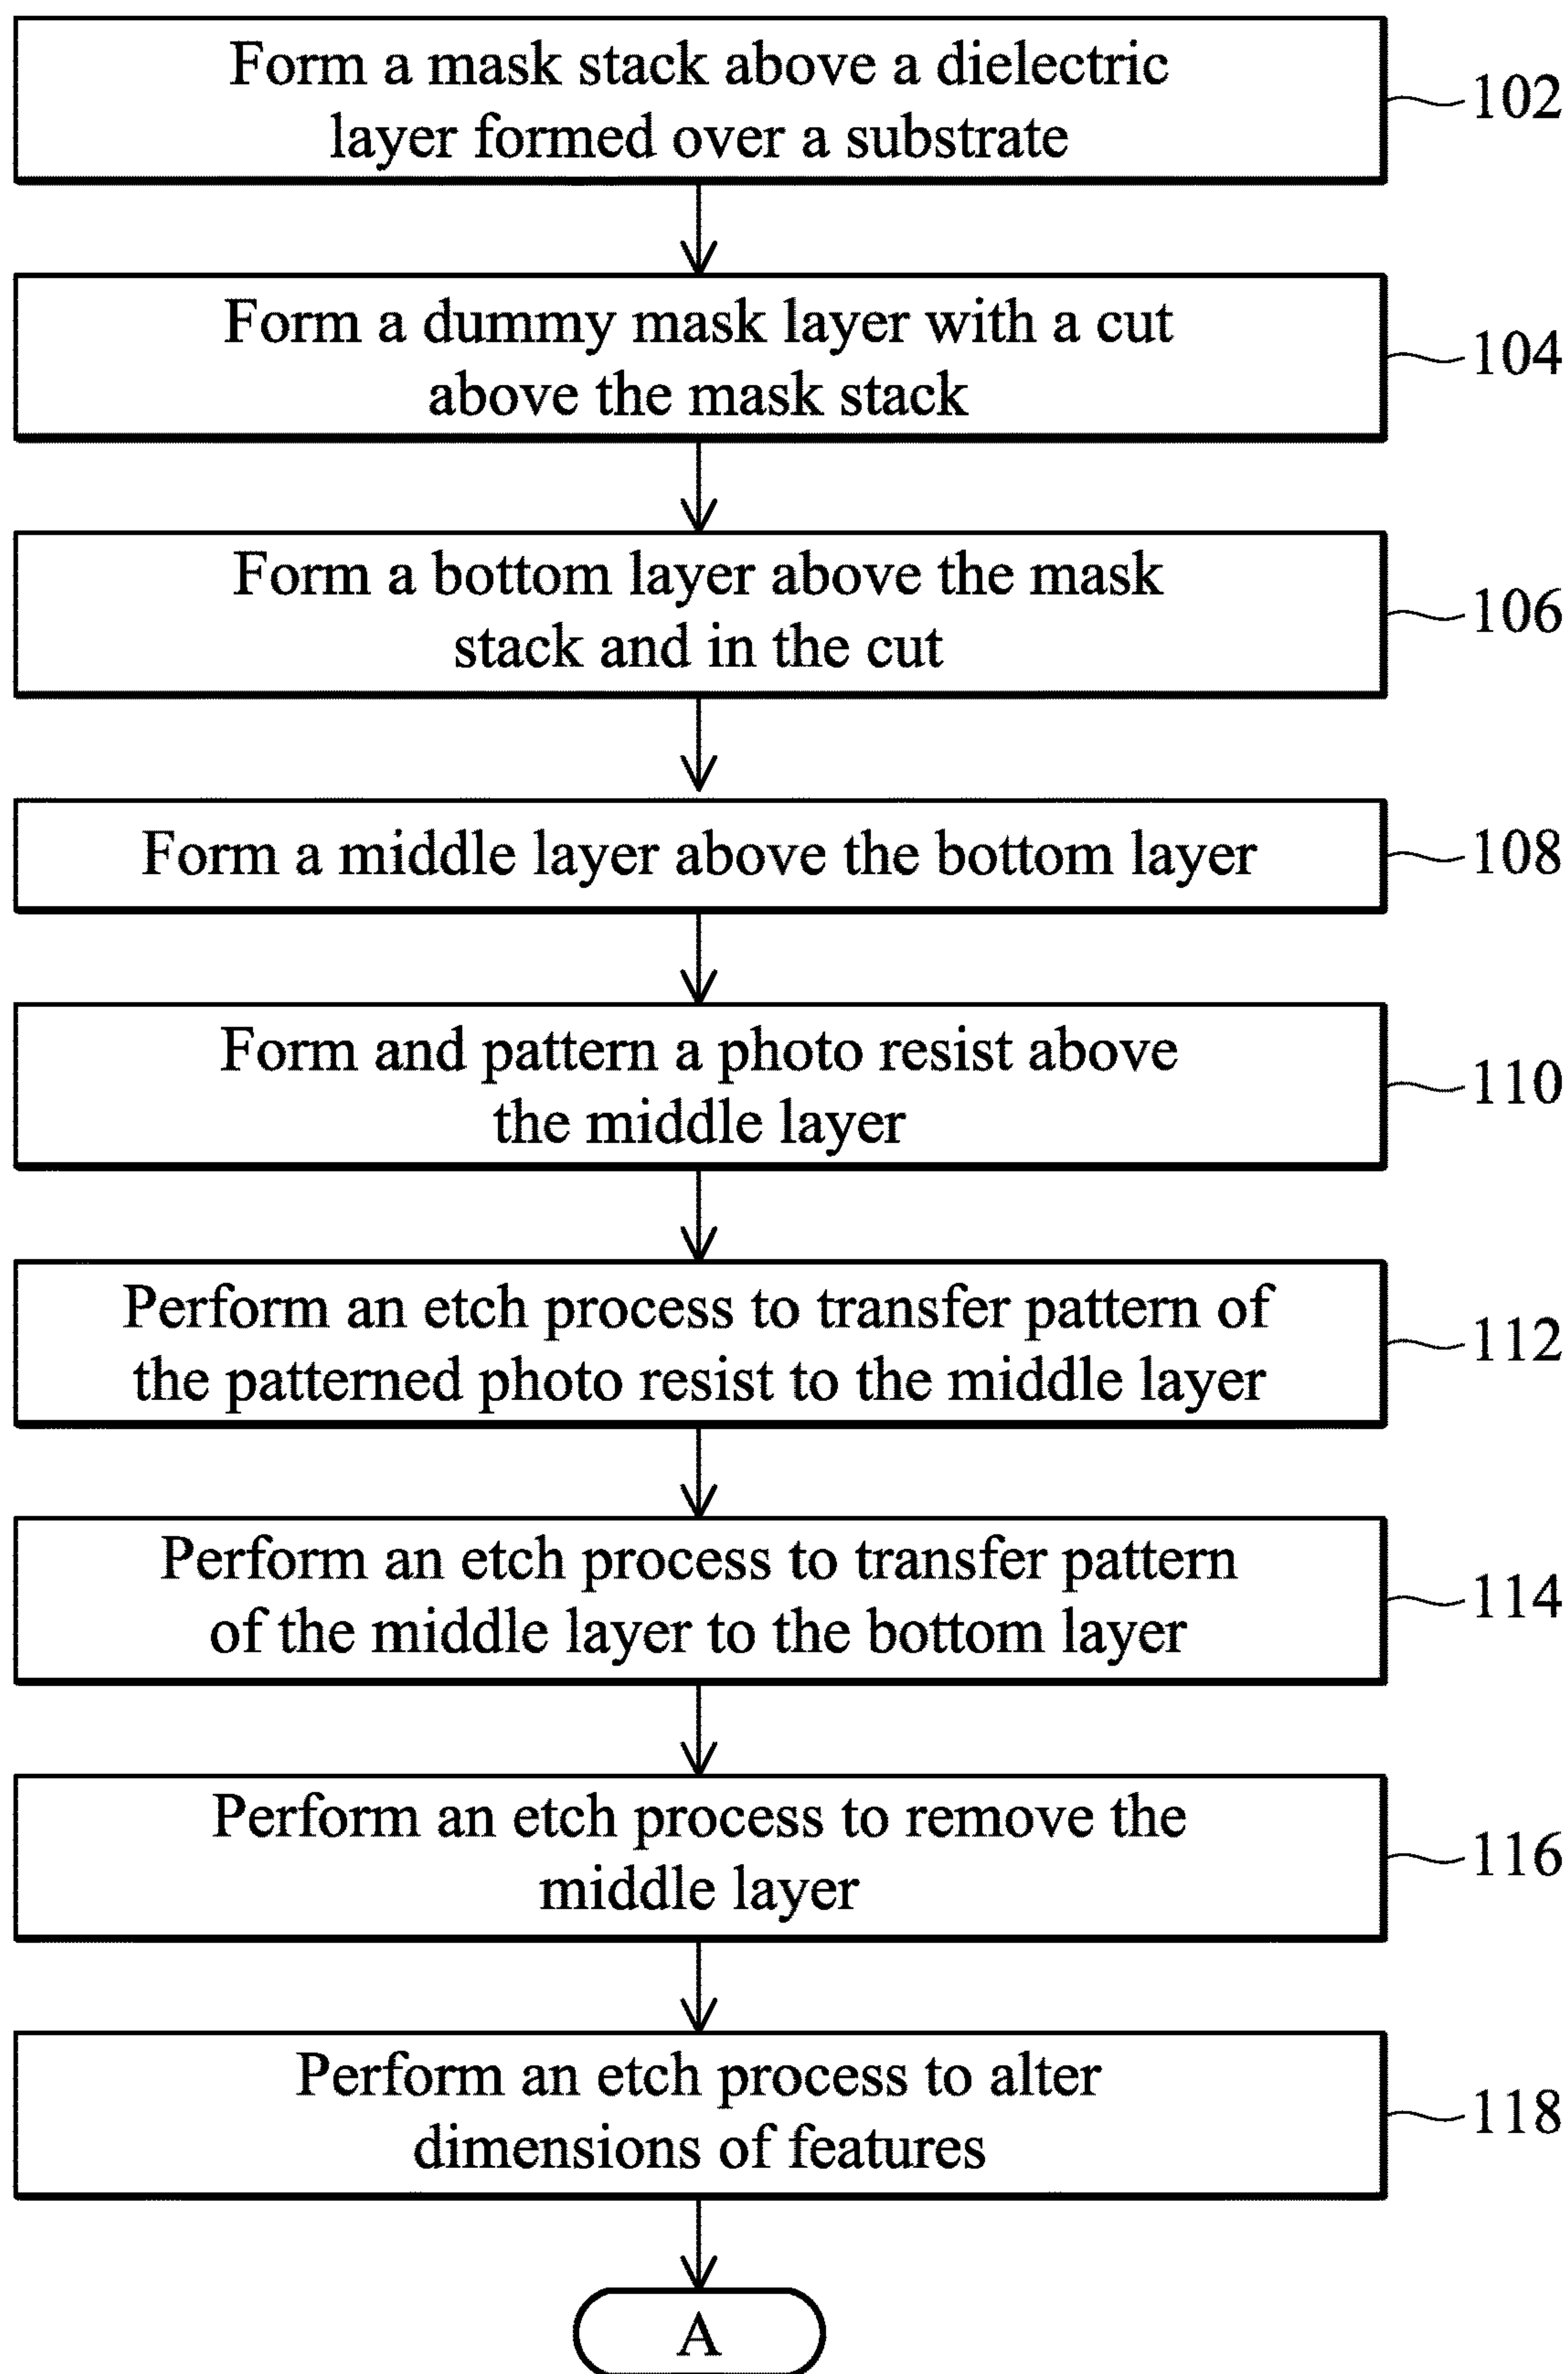 Form a mask stack above a dielectric
layer formed over a substrate
102
Form a dummy mask layer with a cut
above the mask stack
104
Form a bottom layer above the mask
stack and in the cut
106
Form a middle layer above the bottom layer
108
Form and pattern a photo resist above
the middle layer
110
Perform an etch process to transfer pattern of
the patterned photo resist to the middle layer
112
Perform an etch process to transfer pattern
of the middle layer to the bottom layer
114
Perform an etch process to remove the
middle layer
116
Perform an etch process to alter
dimensions of features
118
A